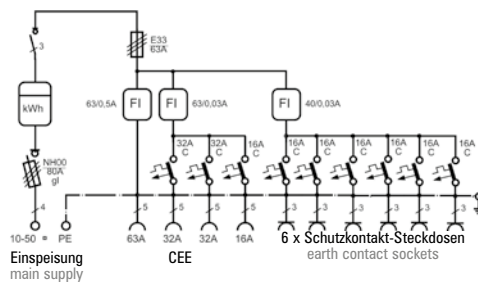 3
E33
63A
kWh
63/0,5A
FI
FI
63/0,03A
FI
40/0,03A
NH00
80A
gl
32A
C
32A
C
16A
C
16A
C
16A
C
16A
C
16A
C
16A
C
16A
C
4
5
5
5
5
3
3
3
3
3
3
10-50 PE
63A
32A
32A
16A
6 x Schutzkontakt-Steckdosen
earth contact sockets
Einspeisung
main supply
CEE